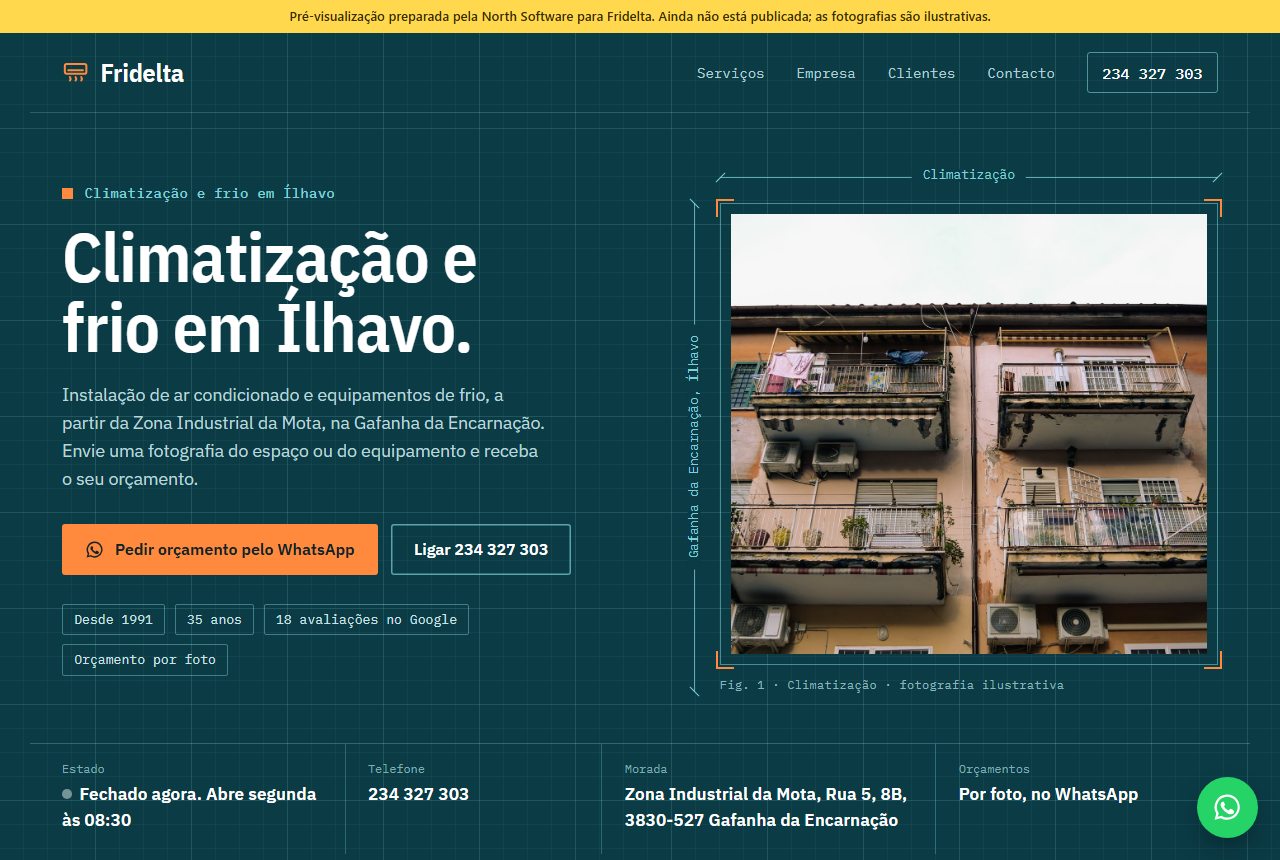 Pré-visualização preparada pela North Software para Fridelta. Ainda não está publicada; as fotografias são ilustrativas.
Fridelta
Serviços
Empresa
Clientes
Contacto
234 327 303
Climatização e frio em Ílhavo
Climatização e
frio em Ílhavo.
Instalação de ar condicionado e equipamentos de frio, a
partir da Zona Industrial da Mota, na Gafanha da Encarnação.
Envie uma fotografia do espaço ou do equipamento e receba
o seu orçamento.
Pedir orçamento pelo WhatsApp
Ligar 234 327 303
Desde 1991
35 anos
18 avaliações no Google
Orçamento por foto
Climatização
Gafanha da Encarnação, Ílhavo
Fig. 1 · Climatização · fotografia ilustrativa
Estado
Fechado agora. Abre segunda
às 08:30
Telefone
234 327 303
Morada
Zona Industrial da Mota, Rua 5, 8B,
3830-527 Gafanha da Encarnação
Orçamentos
Por foto, no WhatsApp